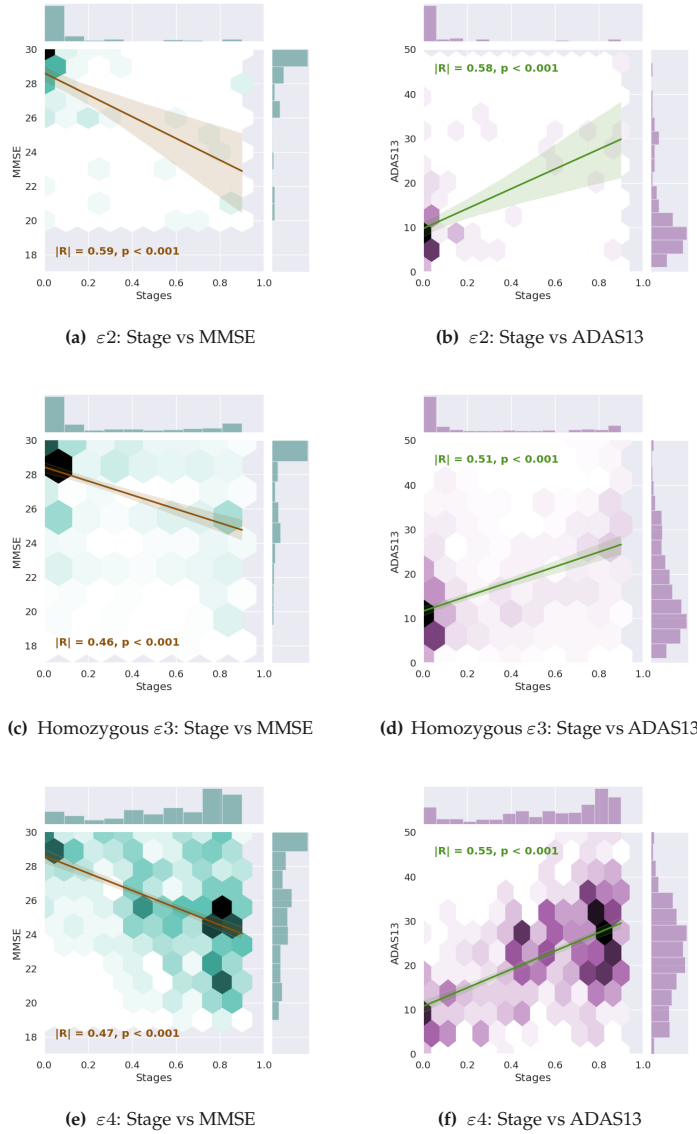 30
28
26
24
22
20
18
MMSE
|R| = 0.59, p < 0.001
0.0 0.2 0.4 0.6 0.8 1.0
Stages
(a) ε2: Stage vs MMSE
50
40
30
20
10
0
ADAS13
|R| = 0.58, p < 0.001
0.0 0.2 0.4 0.6 0.8 1.0
Stages
(b) ε2: Stage vs ADAS13
30
28
26
24
22
20
18
MMSE
|R| = 0.46, p < 0.001
0.0 0.2 0.4 0.6 0.8 1.0
Stages
(c) Homozygous ε3: Stage vs MMSE
50
40
30
20
10
0
ADAS13
|R| = 0.51, p < 0.001
0.0 0.2 0.4 0.6 0.8 1.0
Stages
(d) Homozygous ε3: Stage vs ADAS13
30
28
26
24
22
20
18
MMSE
|R| = 0.47, p < 0.001
0.0 0.2 0.4 0.6 0.8 1.0
Stages
(e) ε4: Stage vs MMSE
50
40
30
20
10
0
ADAS13
|R| = 0.55, p < 0.001
0.0 0.2 0.4 0.6 0.8 1.0
Stages
(f) ε4: Stage vs ADAS13